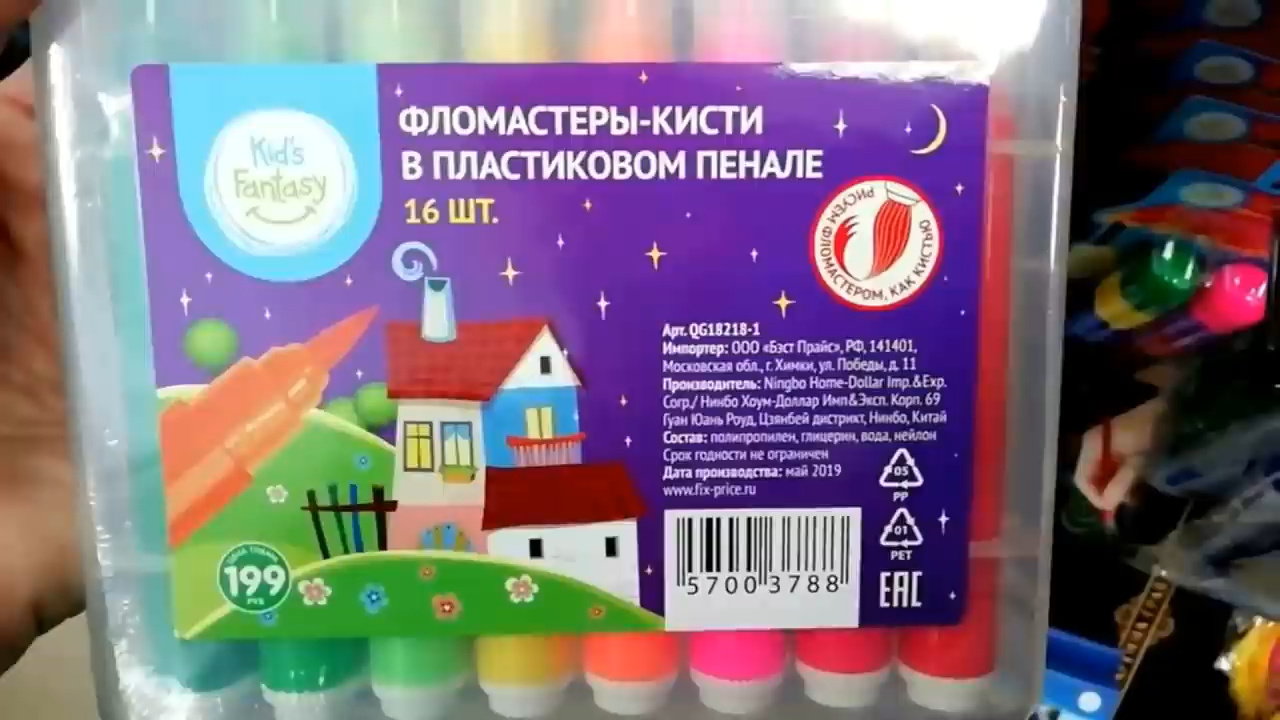 Kid's
Fantasy
ФЛОМАСТЕРЫ-КИСТИ
В ПЛАСТИКОВОМ ПЕНАЛЕ
16 ШТ.
РИСУЕМ ФЛОМАСТЕРОМ, КАК КИСТЬЮ
Арт. QG18218-1
Импортер: ООО «Бэст Прайс», РФ, 141401,
Московская обл., г. Химки, ул. Победы, д. 11
Производитель: Ningbo Home-Dollar Imp.&Exp.
Corp./ Нинбо Хоум-Доллар Имп&Эксп. Корп. 69
Гуан Юань Роуд, Цзянбей дистрикт, Нинбо, Китай
Состав: полипропилен, глицерин, вода, нейлон
Срок годности не ограничен
Дата производства: май 2019
www.fix-price.ru
05
PP
01
PET
EAC
5700 3788
199
РУБ